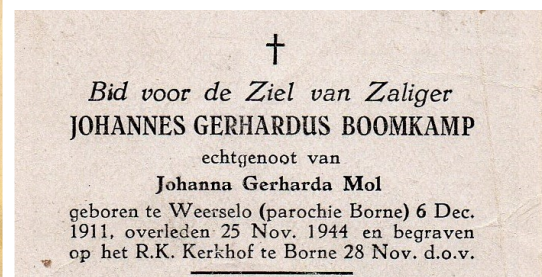 Bid voor de Ziel van Zaliger
JOHANNES GERHARDUS BOOMKAMP
echtgenoot van
Johanna Gerharda Mol
geboren te Weerselo (parochie Borne) 6 Dec.
1911, overleden 25 Nov. 1944 en begraven
op het R.K. Kerkhof te Borne 28 Nov. d.o.v.